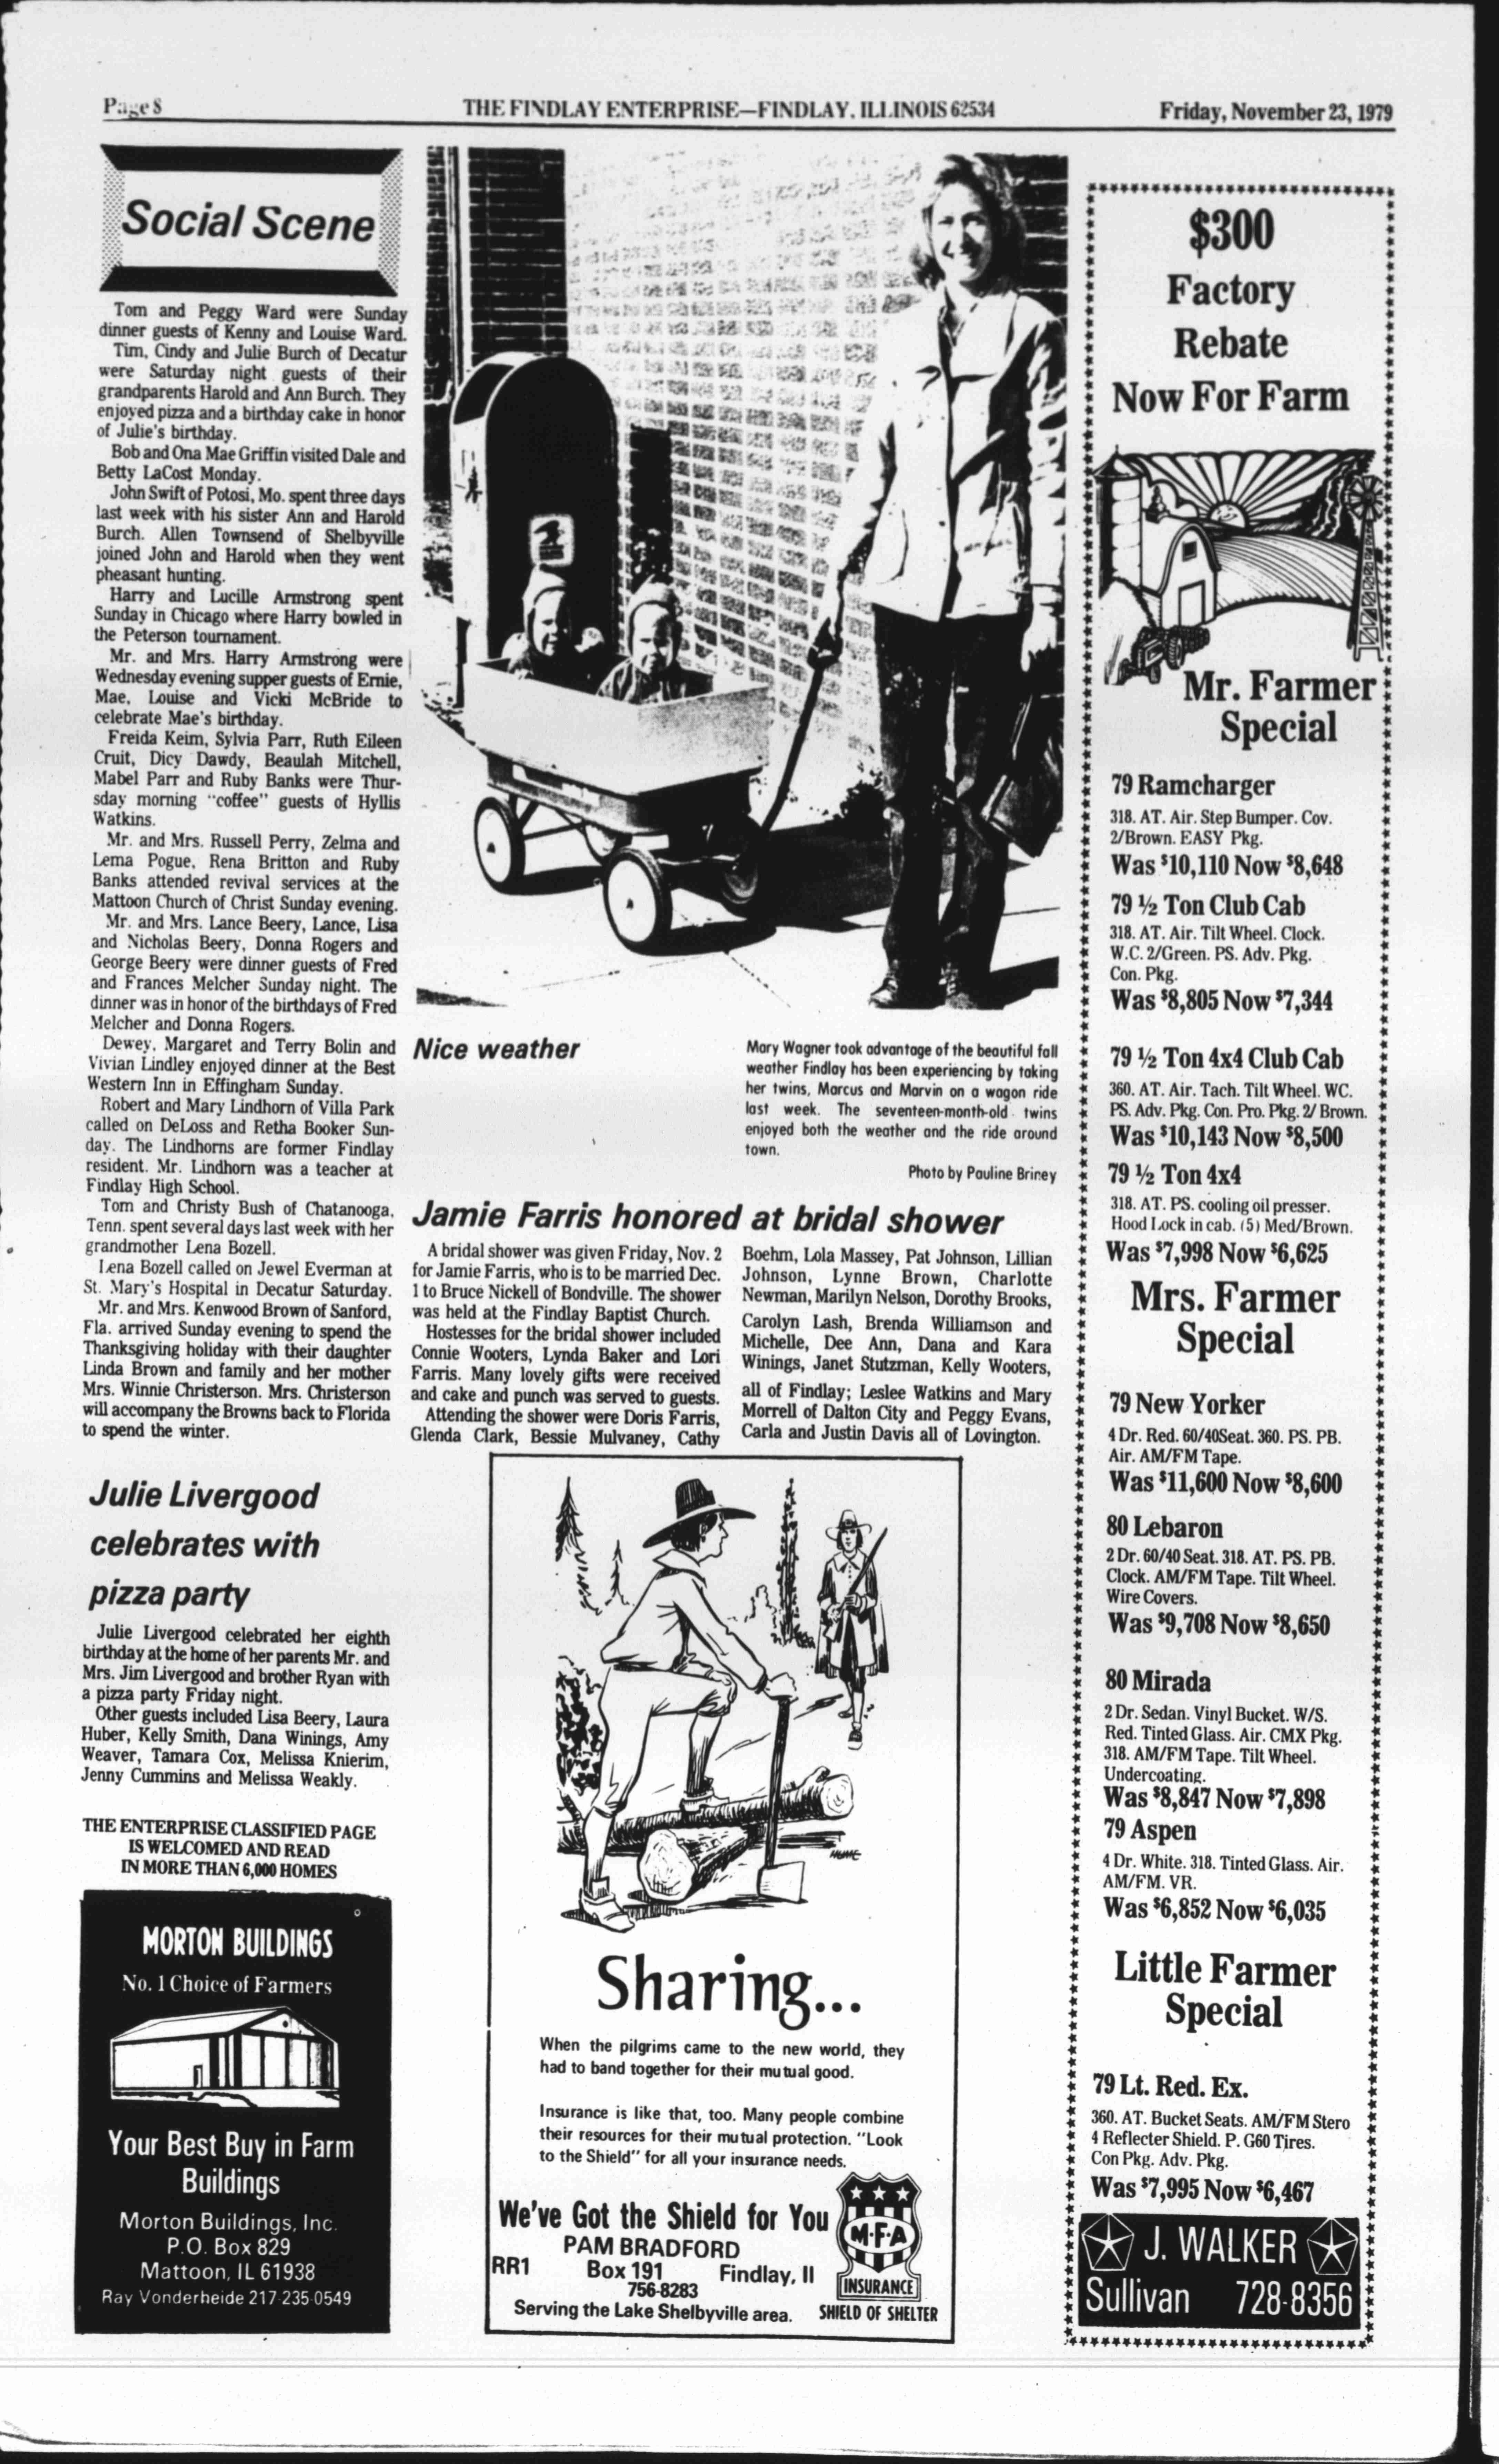 Page 8
THE FINDLAY ENTERPRISE—FINDLAY, ILLINOIS 62534
Friday, November 23, 1979
Social Scene
Tom and Peggy Ward were Sunday
dinner guests of Kenny and Louise Ward.
Tim, Cindy and Julie Burch of Decatur
were Saturday night guests of their
grandparents Harold and Ann Burch. They
enjoyed pizza and a birthday cake in honor
of Julie's birthday.
Bob and Ona Mae Griffin visited Dale and
Betty LaCost Monday.
John Swift of Potosi, Mo. spent three days
last week with his sister Ann and Harold
Burch. Allen Townsend of Shelbyville
joined John and Harold when they went
pheasant hunting.
Harry and Lucille Armstrong spent
Sunday in Chicago where Harry bowled in
the Peterson tournament.
Mr. and Mrs. Harry Armstrong were
Wednesday evening supper guests of Ernie,
Mae, Louise and Vicki McBride to
celebrate Mae's birthday.
Freida Keim, Sylvia Parr, Ruth Eileen
Cruit, Dicy Dawdy, Beaulah Mitchell,
Mabel Parr and Ruby Banks were Thur-
sday morning "coffee" guests of Hyllis
Watkins.
Mr. and Mrs. Russell Perry, Zelma and
Lema Pogue, Rena Britton and Ruby
Banks attended revival services at the
Mattoon Church of Christ Sunday evening.
Mr. and Mrs. Lance Beery, Lance, Lisa
and Nicholas Beery, Donna Rogers and
George Beery were dinner guests of Fred
and Frances Melcher Sunday night. The
dinner was in honor of the birthdays of Fred
Melcher and Donna Rogers.
Dewey, Margaret and Terry Bolin and
Vivian Lindley enjoyed dinner at the Best
Western Inn in Effingham Sunday.
Robert and Mary Lindhorn of Villa Park
called on DeLoss and Retha Booker Sun-
day. The Lindhorns are former Findlay
resident. Mr. Lindhorn was a teacher at
Findlay High School.
Tom and Christy Bush of Chatanooga,
Tenn. spent several days last week with her
grandmother Lena Bozell.
Lena Bozell called on Jewel Everman at
St. Mary's Hospital in Decatur Saturday.
Mr. and Mrs. Kenwood Brown of Sanford,
Fla. arrived Sunday evening to spend the
Thanksgiving holiday with their daughter
Linda Brown and family and her mother
Mrs. Winnie Christerson. Mrs. Christerson
will accompany the Browns back to Florida
to spend the winter.
Julie Livergood
celebrates with
pizza party
Julie Livergood celebrated her eighth
birthday at the home of her parents Mr. and
Mrs. Jim Livergood and brother Ryan with
a pizza party Friday night.
Other guests included Lisa Beery, Laura
Huber, Kelly Smith, Dana Winings, Amy
Weaver, Tamara Cox, Melissa Knierim,
Jenny Cummins and Melissa Weakly.
THE ENTERPRISE CLASSIFIED PAGE
IS WELCOMED AND READ
IN MORE THAN 6,000 HOMES
MORTON BUILDINGS
No. 1 Choice of Farmers
Your Best Buy in Farm
Buildings
Morton Buildings, Inc.
P.O. Box 829
Mattoon, IL 61938
Ray Vonderheide 217-235-0549
Nice weather
Mary Wagner took advantage of the beautiful fall
weather Findlay has been experiencing by taking
her twins, Marcus and Marvin on a wagon ride
last week. The seventeen-month-old twins
enjoyed both the weather and the ride around
town.
Photo by Pauline Briney
Jamie Farris honored at bridal shower
A bridal shower was given Friday, Nov. 2
for Jamie Farris, who is to be married Dec.
1 to Bruce Nickell of Bondville. The shower
was held at the Findlay Baptist Church.
Hostesses for the bridal shower included
Connie Wooters, Lynda Baker and Lori
Farris. Many lovely gifts were received
and cake and punch was served to guests.
Attending the shower were Doris Farris,
Glenda Clark, Bessie Mulvaney, Cathy
Boehm, Lola Massey, Pat Johnson, Lillian
Johnson, Lynne Brown, Charlotte
Newman, Marilyn Nelson, Dorothy Brooks,
Carolyn Lash, Brenda Williamson and
Michelle, Dee Ann, Dana and Kara
Winings, Janet Stutzman, Kelly Wooters,
all of Findlay; Leslee Watkins and Mary
Morrell of Dalton City and Peggy Evans,
Carla and Justin Davis all of Lovington.
HUME
Sharing...
When the pilgrims came to the new world, they
had to band together for their mutual good.
Insurance is like that, too. Many people combine
their resources for their mutual protection. "Look
to the Shield" for all your insurance needs.
We've Got the Shield for You
PAM BRADFORD
RR1 Box 191 Findlay, Il
756-8283
Serving the Lake Shelbyville area.
M·F·A
INSURANCE
SHIELD OF SHELTER
$300
Factory
Rebate
Now For Farm
Mr. Farmer
Special
79 Ramcharger
318. AT. Air. Step Bumper. Cov.
2/Brown. EASY Pkg.
Was $10,110 Now $8,648
79 ½ Ton Club Cab
318. AT. Air. Tilt Wheel. Clock.
W.C. 2/Green. PS. Adv. Pkg.
Con. Pkg.
Was $8,805 Now $7,344
79 ½ Ton 4x4 Club Cab
360. AT. Air. Tach. Tilt Wheel. WC.
PS. Adv. Pkg. Con. Pro. Pkg. 2/ Brown.
Was $10,143 Now $8,500
79 ½ Ton 4x4
318. AT. PS. cooling oil presser.
Hood Lock in cab. (5) Med/Brown.
Was $7,998 Now $6,625
Mrs. Farmer
Special
79 New Yorker
4 Dr. Red. 60/40Seat. 360. PS. PB.
Air. AM/FM Tape.
Was $11,600 Now $8,600
80 Lebaron
2 Dr. 60/40 Seat. 318. AT. PS. PB.
Clock. AM/FM Tape. Tilt Wheel.
Wire Covers.
Was $9,708 Now $8,650
80 Mirada
2 Dr. Sedan. Vinyl Bucket. W/S.
Red. Tinted Glass. Air. CMX Pkg.
318. AM/FM Tape. Tilt Wheel.
Undercoating.
Was $8,847 Now $7,898
79 Aspen
4 Dr. White. 318. Tinted Glass. Air.
AM/FM. VR.
Was $6,852 Now $6,035
Little Farmer
Special
79 Lt. Red. Ex.
360. AT. Bucket Seats. AM/FM Stero
4 Reflecter Shield. P. G60 Tires.
Con Pkg. Adv. Pkg.
Was $7,995 Now $6,467
J. WALKER
Sullivan 728-8356